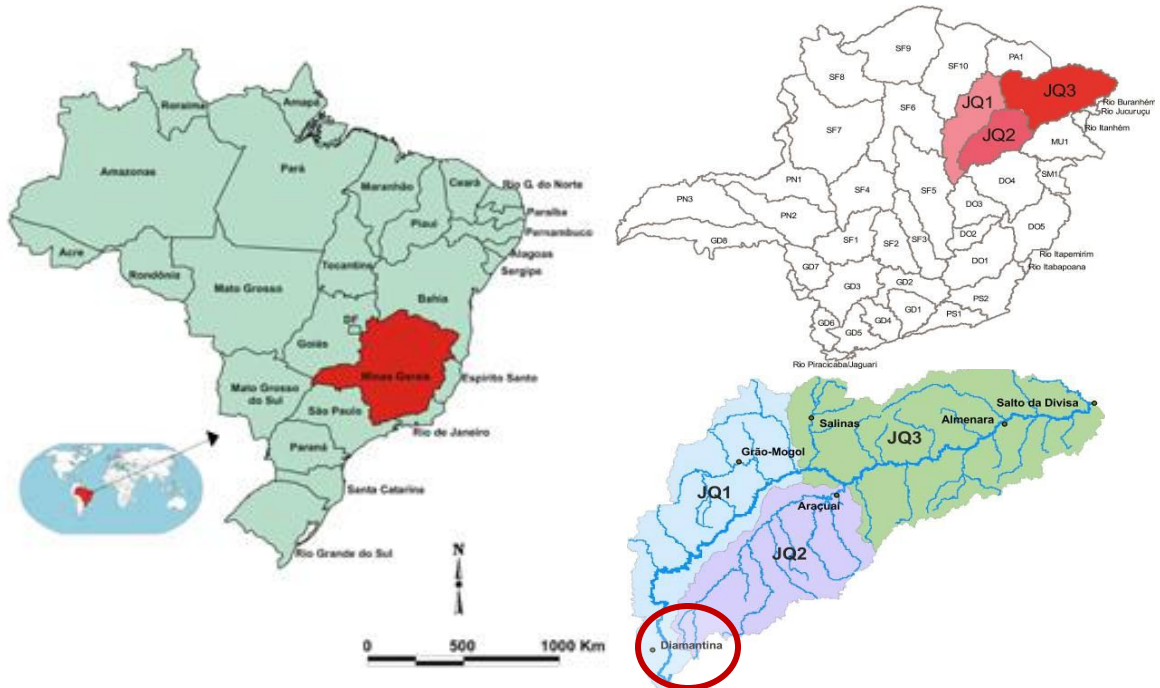 Roraima
Amapá
Amazonas
Pará
Maranhão
Ceará
Rio G. do Norte
Paraíba
Pernambuco
Piauí
Alagoas
Sergipe
Acre
Rondônia
Tocantins
Mato Grosso
Bahia
DF
Goiás
Minas Gerais
Espírito Santo
Mato Grosso
do Sul
São Paulo
Rio de Janeiro
Paraná
Santa Catarina
Rio Grande do Sul
N
0 500 1000 Km
SF9
PA1
SF10
SF8
JQ1
JQ3
Rio Buranhém
Rio Jucuruçu
SF6
Rio Itanhém
SF7
JQ2
MU1
PN1
SF4
SF5
DO4
SM1
PN3
DO3
PN2
DO5
GD8
SF1
SF2
SF3
DO2
Rio Itapemirim
DO1
Rio Itabapoana
GD7
GD3
GD2
PS2
GD1
PS1
GD6
GD4
GD5
Rio Piracicaba/Jaguari
Salto da Divisa
Salinas
Almenara
JQ3
Grão-Mogol
JQ1
Araçuaí
JQ2
Diamantina